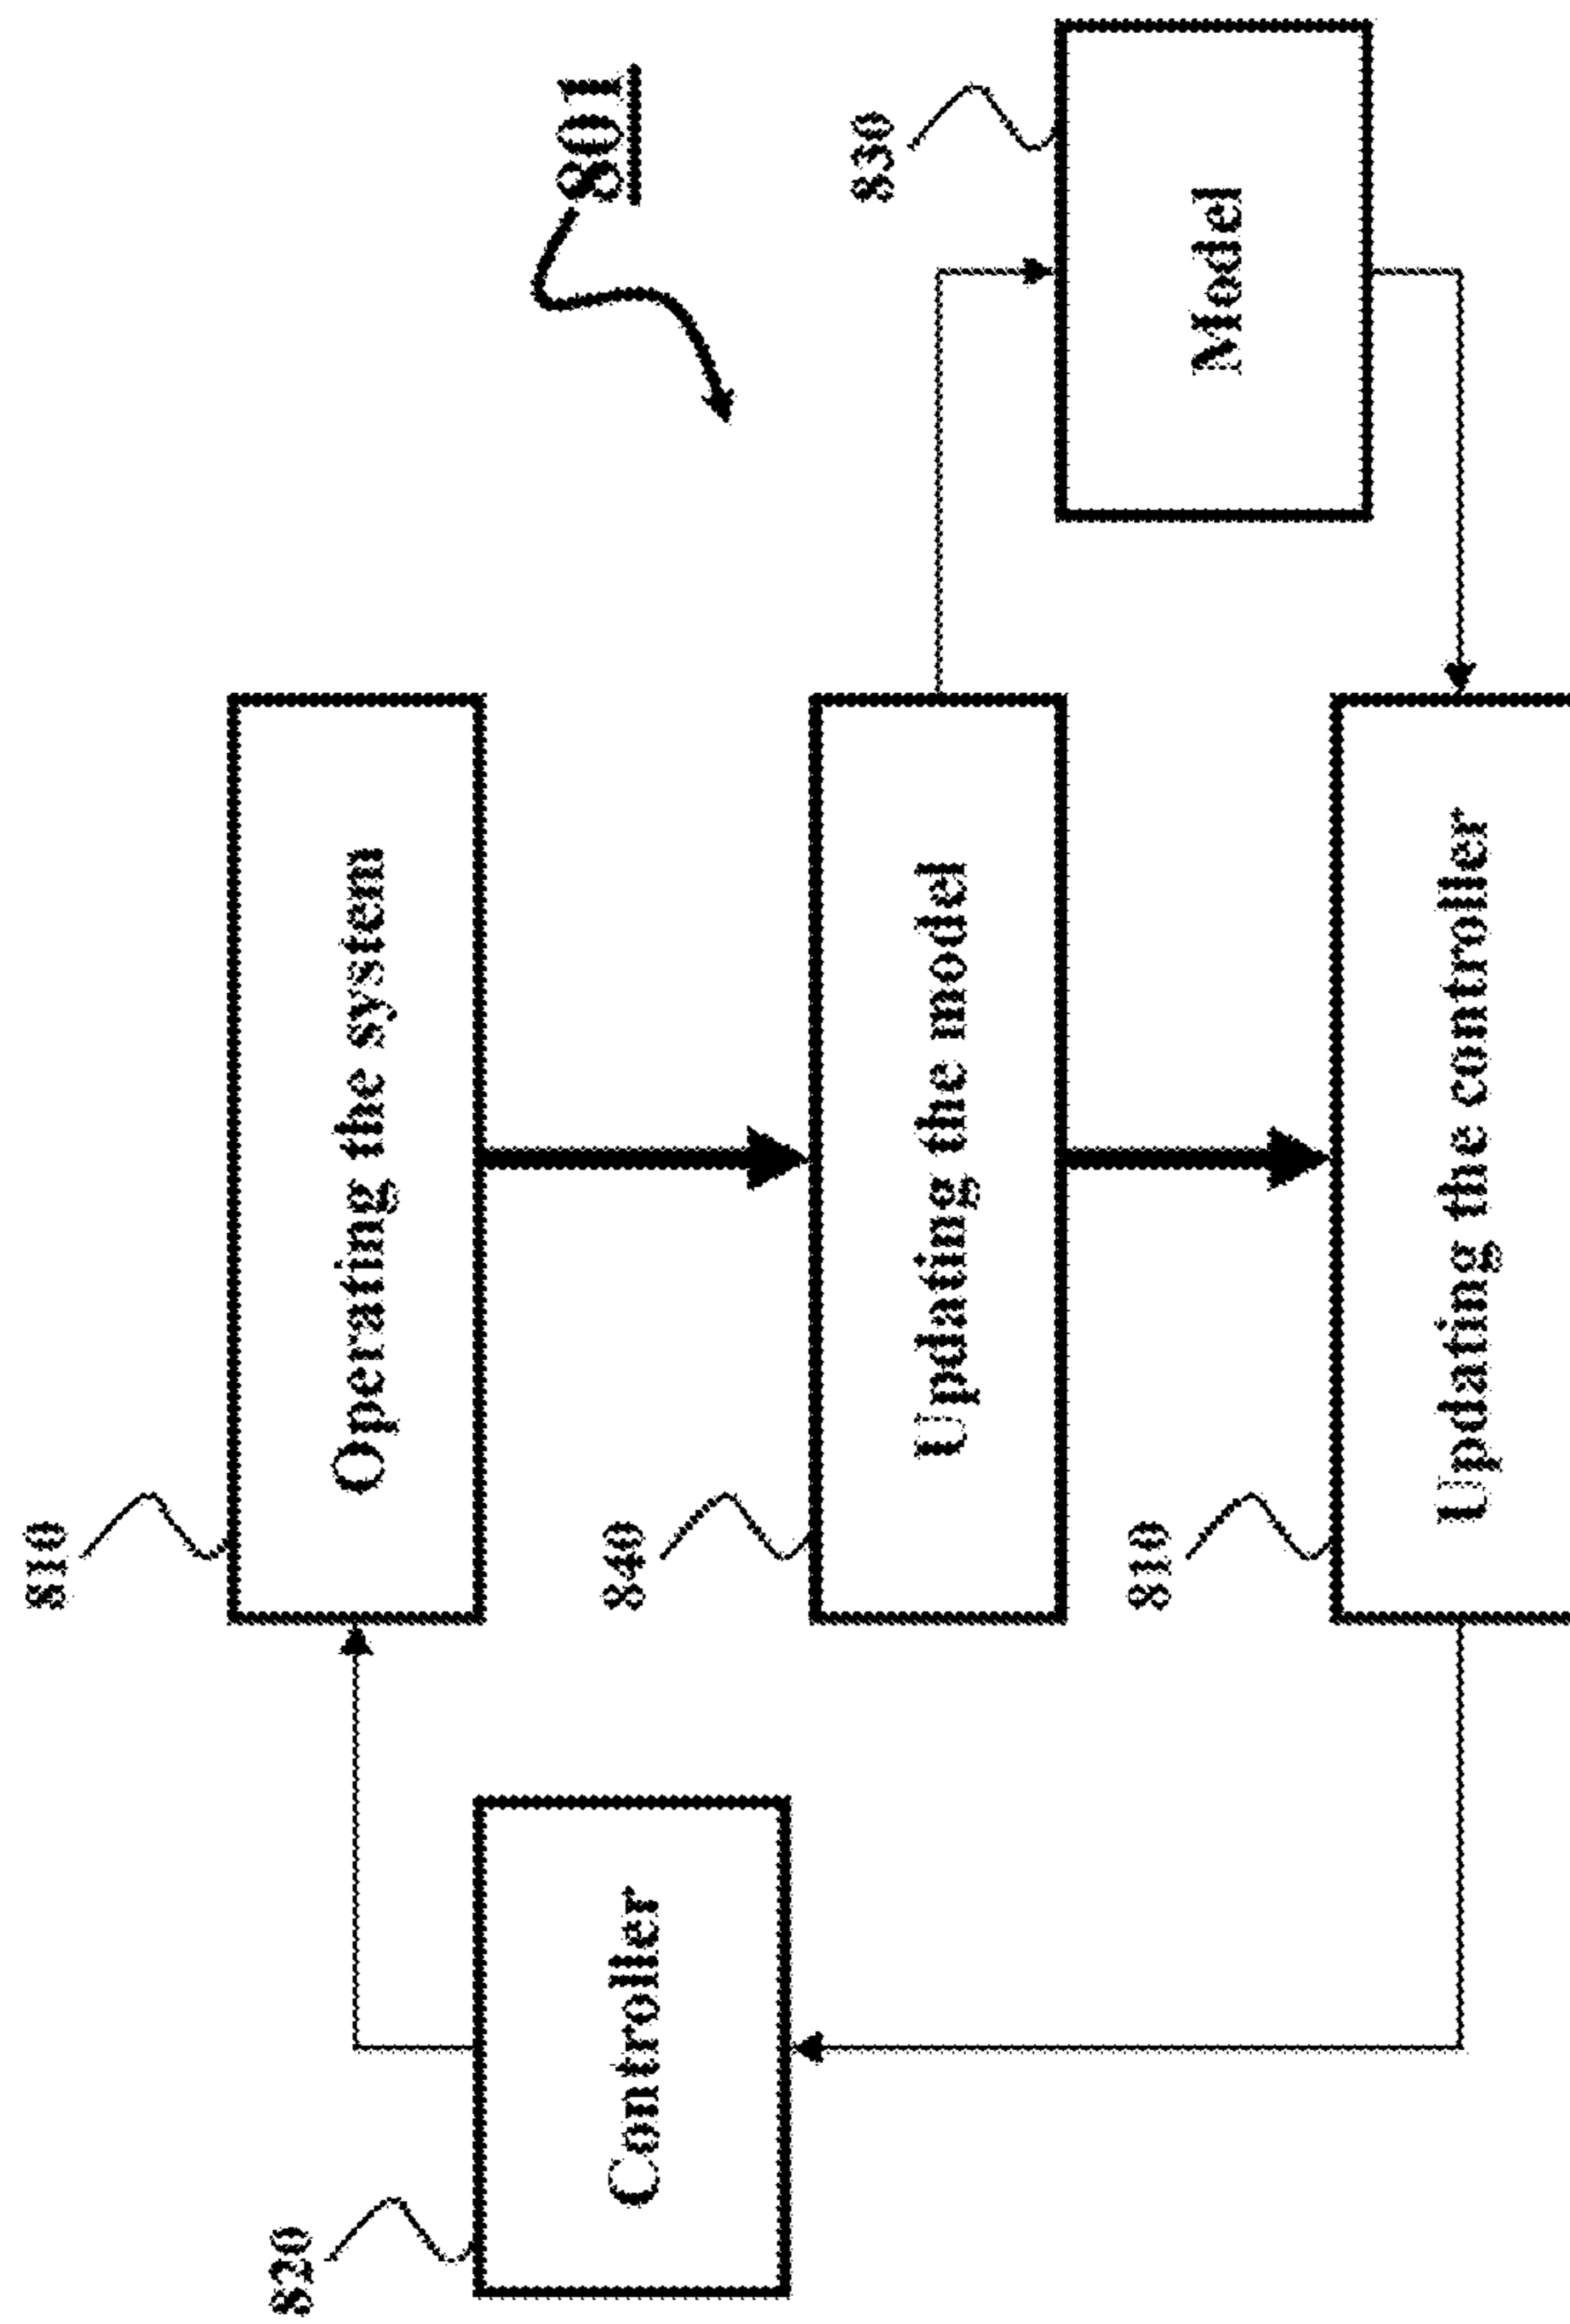 801
810
Operating the system
820
Controller
840
Updating the model
830
Model
810
Updating the controller